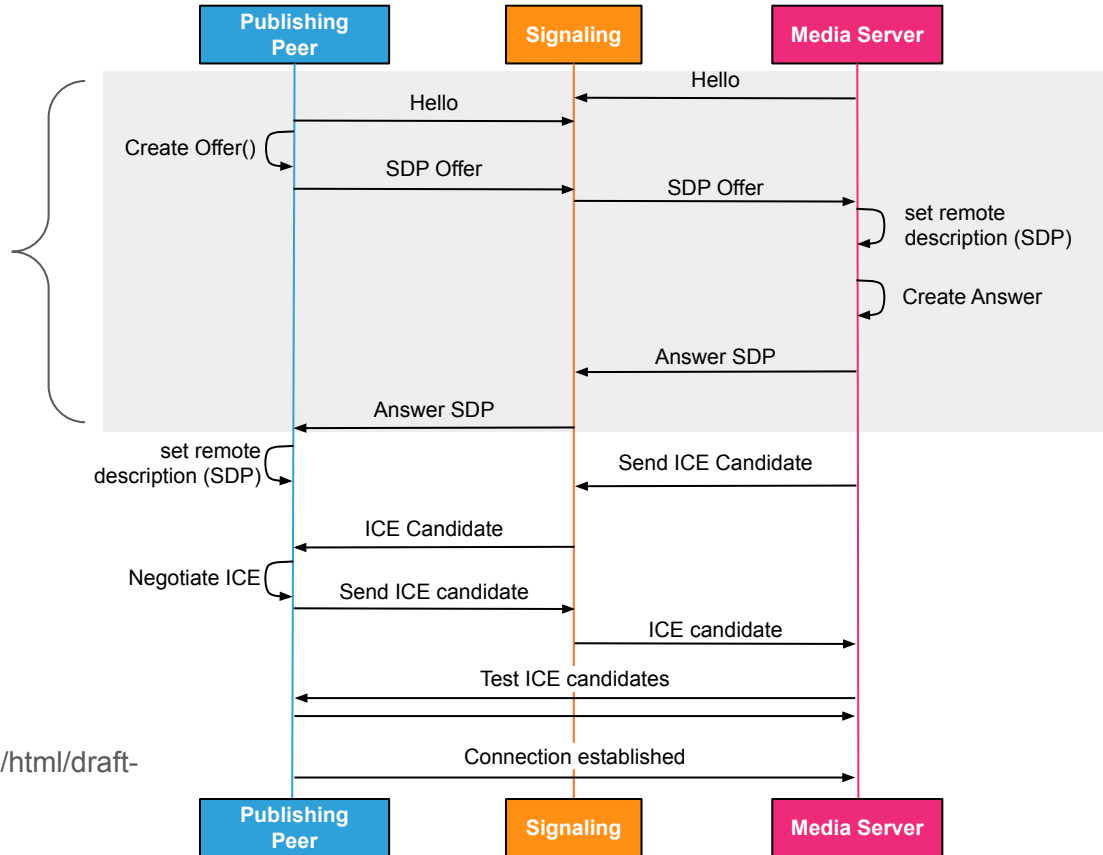 Publishing
Peer
Signaling
Media Server
Hello
Hello
Create Offer()
SDP Offer
SDP Offer
set remote
description (SDP)
Create Answer
Answer SDP
Answer SDP
set remote
description (SDP)
Send ICE Candidate
ICE Candidate
Negotiate ICE
Send ICE candidate
ICE candidate
Test ICE candidates
Connection established
/html/draft-
Publishing
Peer
Signaling
Media Server